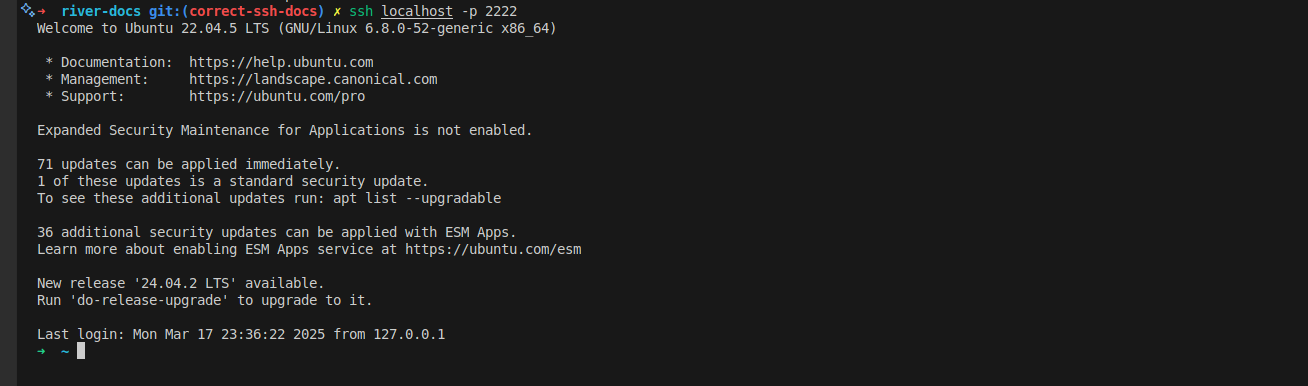 ➜  river-docs git:(correct-ssh-docs) ✗ ssh localhost -p 2222
Welcome to Ubuntu 22.04.5 LTS (GNU/Linux 6.8.0-52-generic x86_64)
 * Documentation:  https://help.ubuntu.com
 * Management:     https://landscape.canonical.com
 * Support:        https://ubuntu.com/pro
Expanded Security Maintenance for Applications is not enabled.
71 updates can be applied immediately.
1 of these updates is a standard security update.
To see these additional updates run: apt list --upgradable
36 additional security updates can be applied with ESM Apps.
Learn more about enabling ESM Apps service at https://ubuntu.com/esm
New release '24.04.2 LTS' available.
Run 'do-release-upgrade' to upgrade to it.
Last login: Mon Mar 17 23:36:22 2025 from 127.0.0.1
➜  ~